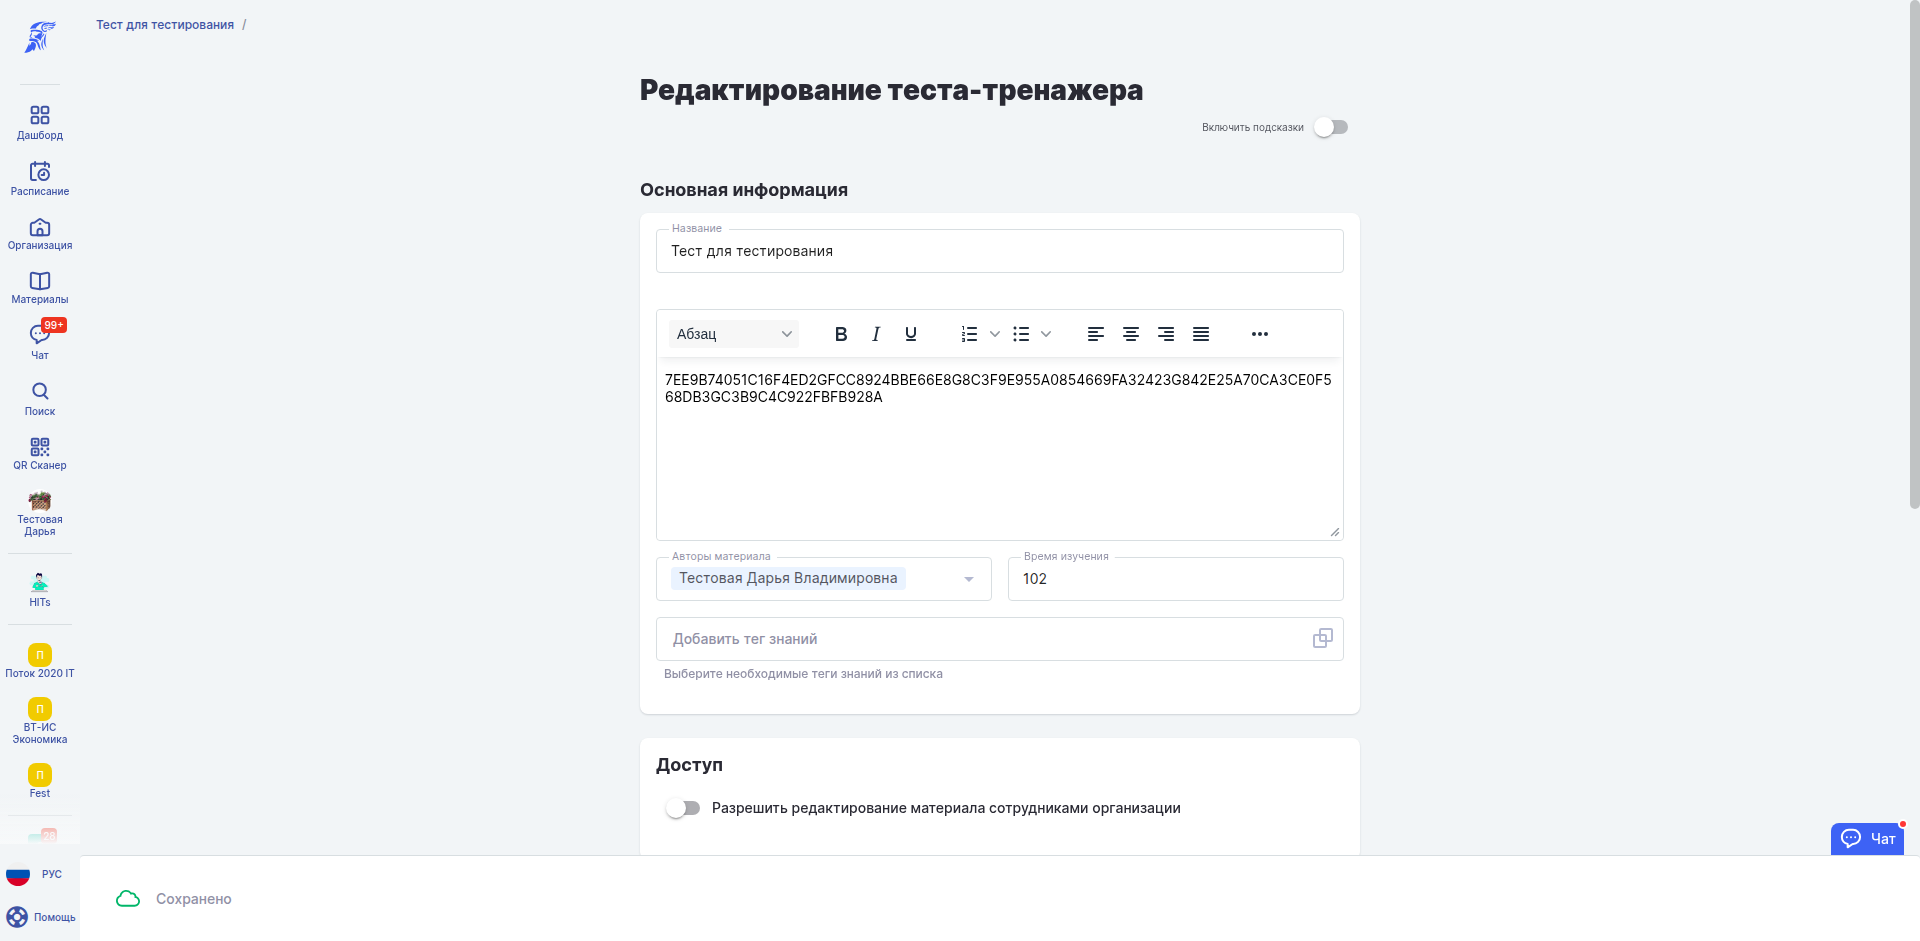 Тест для тестирования /
Редактирование теста-тренажера
Включить подсказки
Дашборд
Расписание
Организация
Материалы
99+
Чат
Поиск
QR Сканер
Тестовая
Дарья
HITs
П
Поток 2020 IT
П
ВТ-ИС
Экономика
П
Fest
28
РУС
Помощь
Основная информация
Название
Тест для тестирования
Абзац
7EE9B74051C16F4ED2GFCC8924BBE66E8G8C3F9E955A0854669FA32423G842E25A70CA3CE0F5
68DB3GC3B9C4C922FBFB928A
Авторы материала
Тестовая Дарья Владимировна
Время изучения
102
Добавить тег знаний
Выберите необходимые теги знаний из списка
Доступ
Разрешить редактирование материала сотрудниками организации
Чат
Сохранено